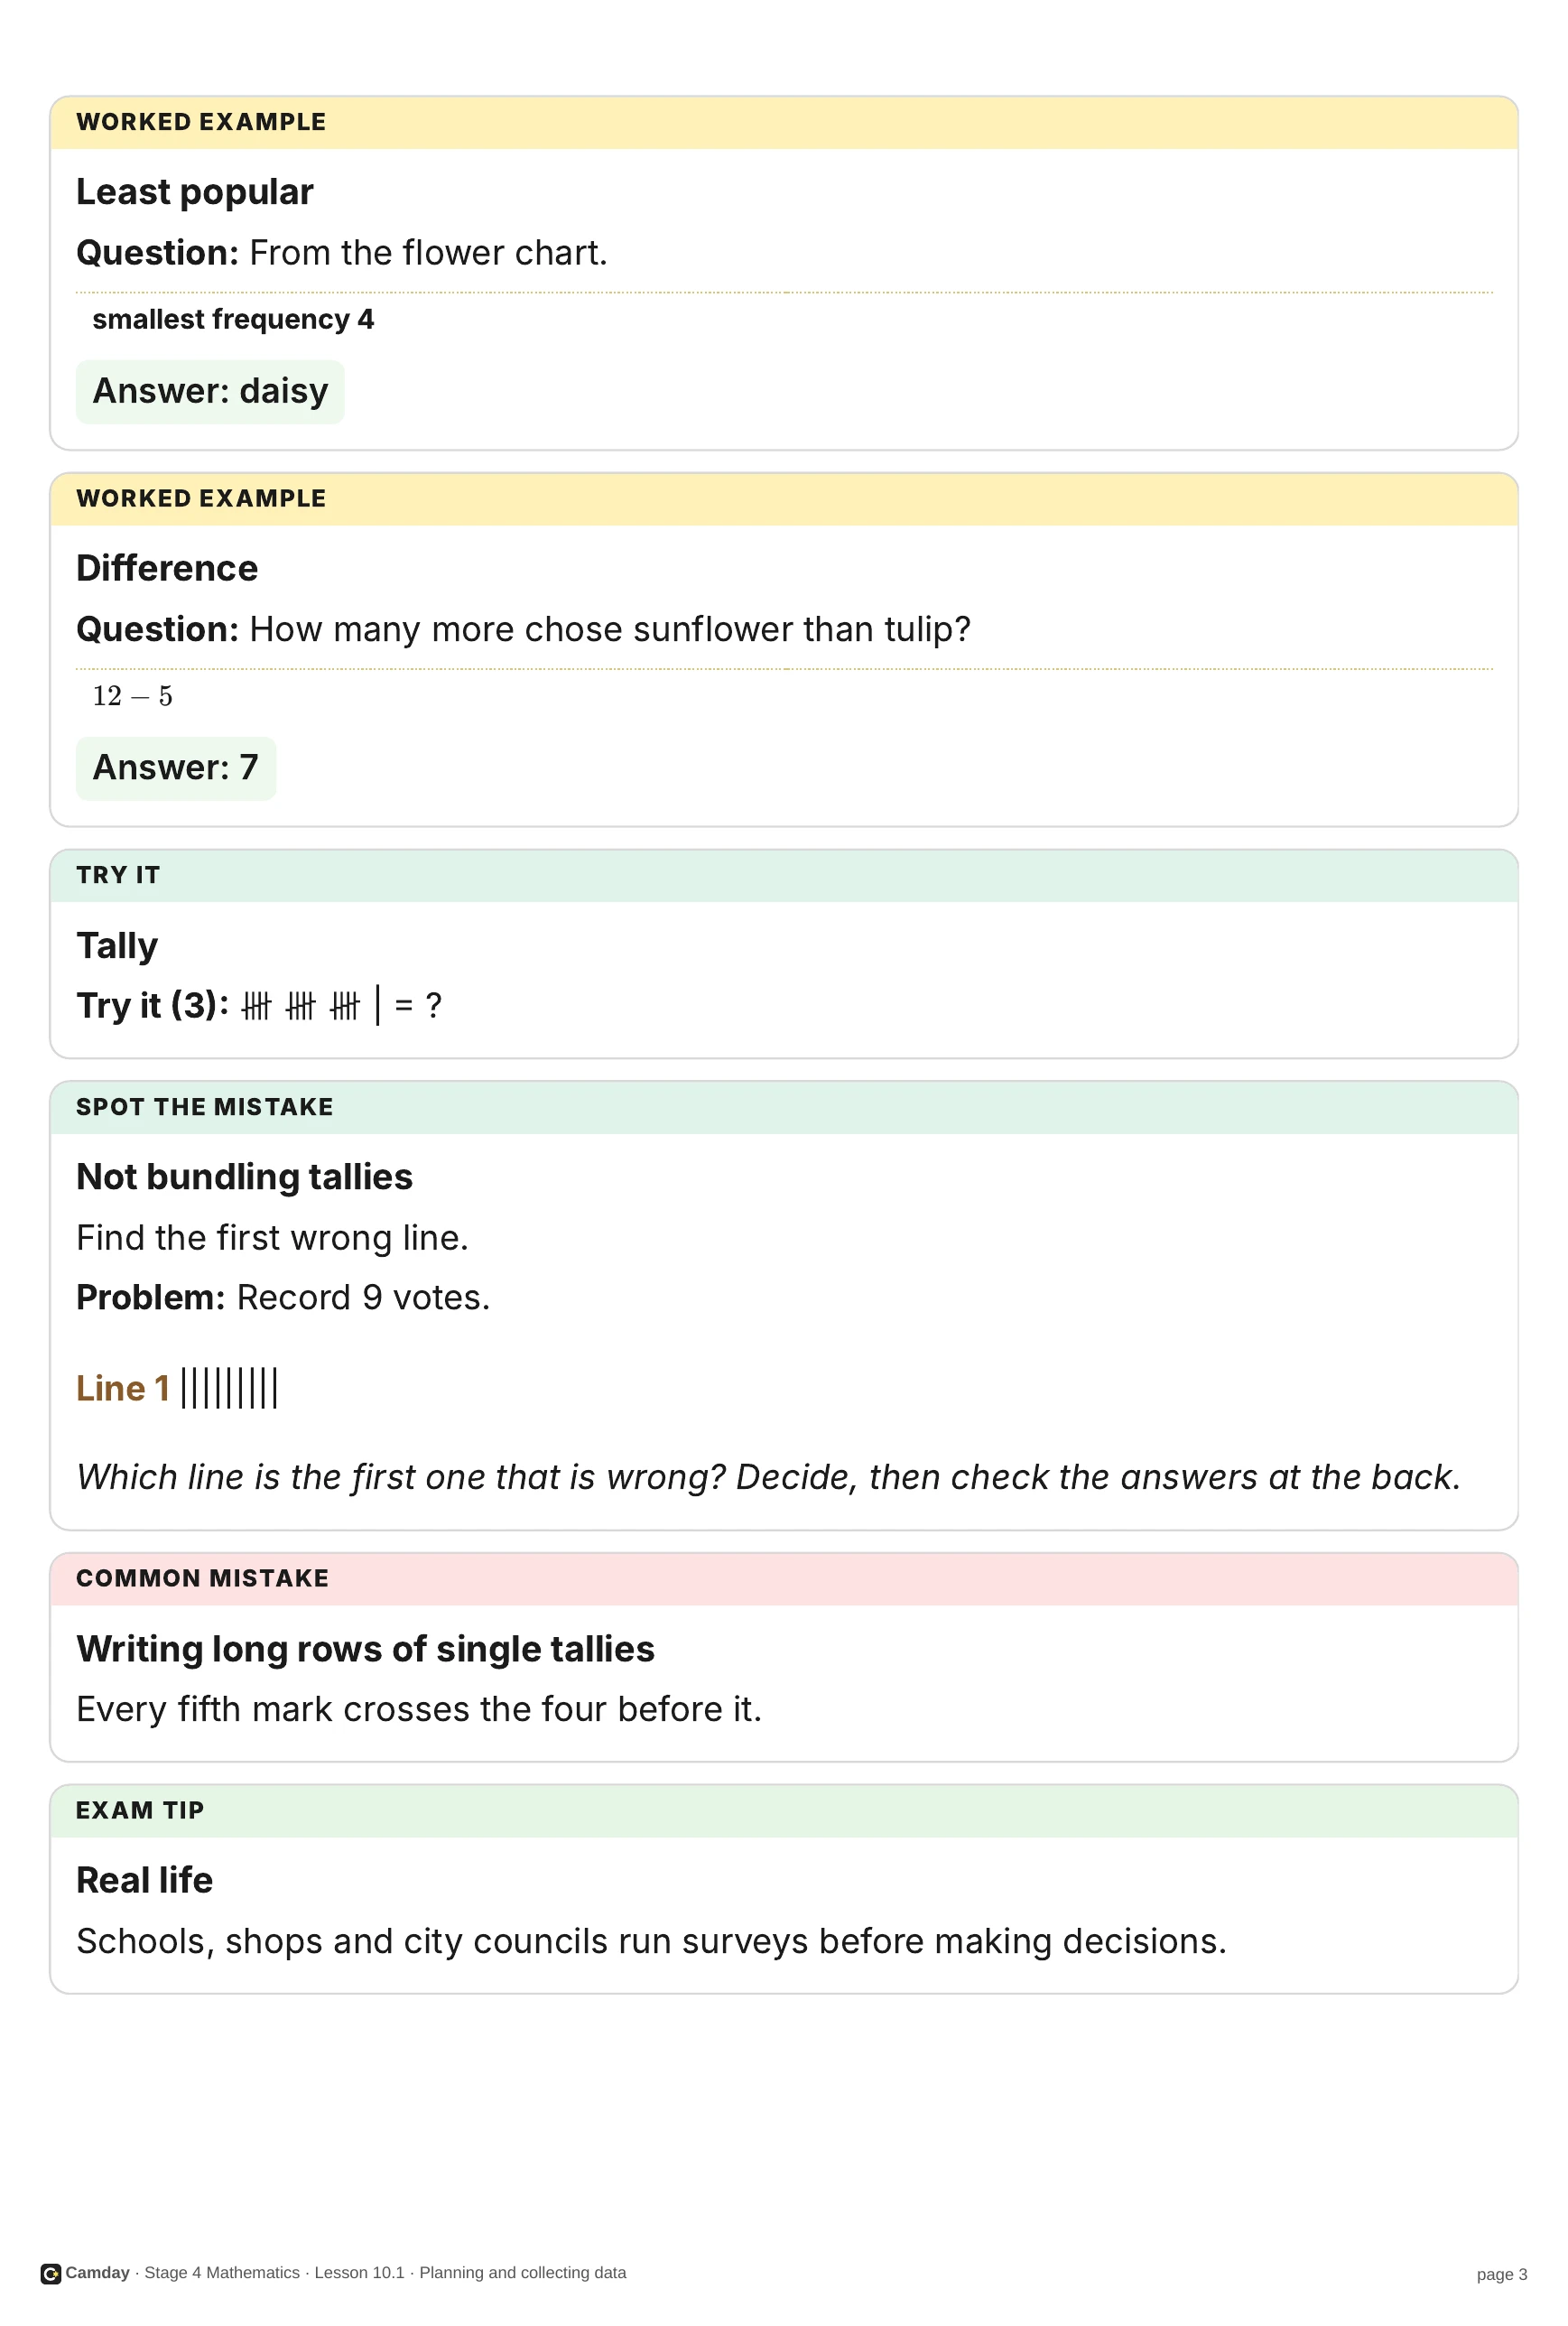 WORKED EXAMPLE
Least popular
Question: From the flower chart.
smallest frequency 4
Answer: daisy
WORKED EXAMPLE
Difference
Question: How many more chose sunflower than tulip?
12 − 5
Answer: 7
TRY IT
Tally
Try it (3): 卌 卌 卌 | = ?
SPOT THE MISTAKE
Not bundling tallies
Find the first wrong line.
Problem: Record 9 votes.
Line 1 |||||||||
Which line is the first one that is wrong? Decide, then check the answers at the back.
COMMON MISTAKE
Writing long rows of single tallies
Every fifth mark crosses the four before it.
EXAM TIP
Real life
Schools, shops and city councils run surveys before making decisions.
Camday · Stage 4 Mathematics · Lesson 10.1 · Planning and collecting data
page 3